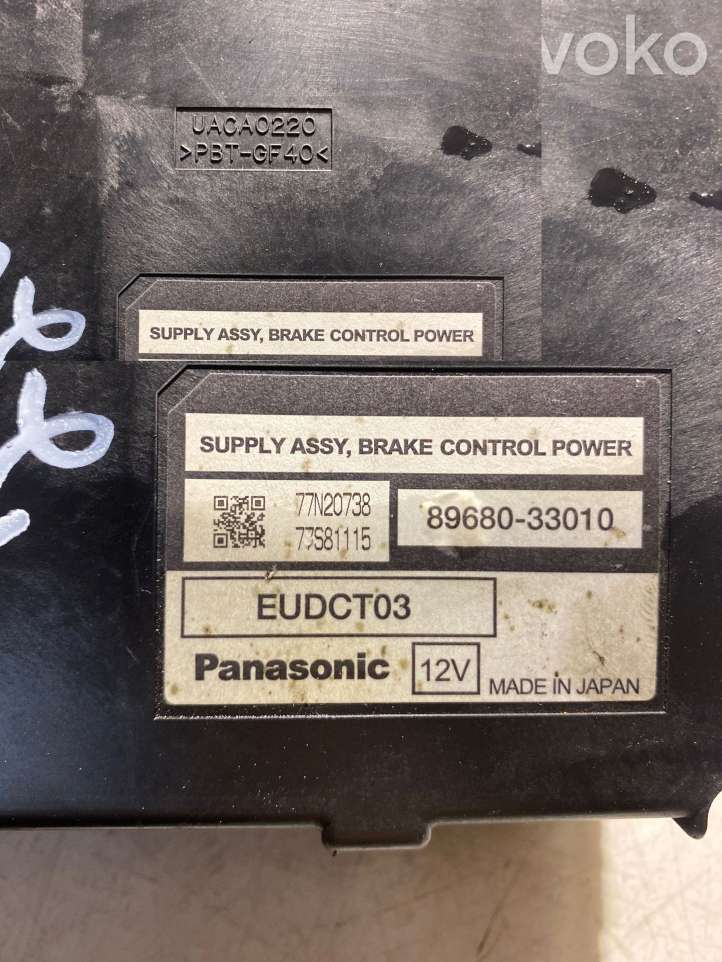 voko
UACA0220
>PBT-GF40<
SUPPLY ASSY, BRAKE CONTROL POWER
SUPPLY ASSY, BRAKE CONTROL POWER
77N20738
77S81115
89680-33010
EUDCT03
Panasonic
12V
MADE IN JAPAN